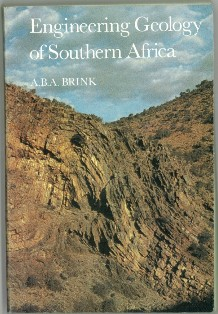 Engineering Geology
of Southern Africa
A.B.A. BRINK